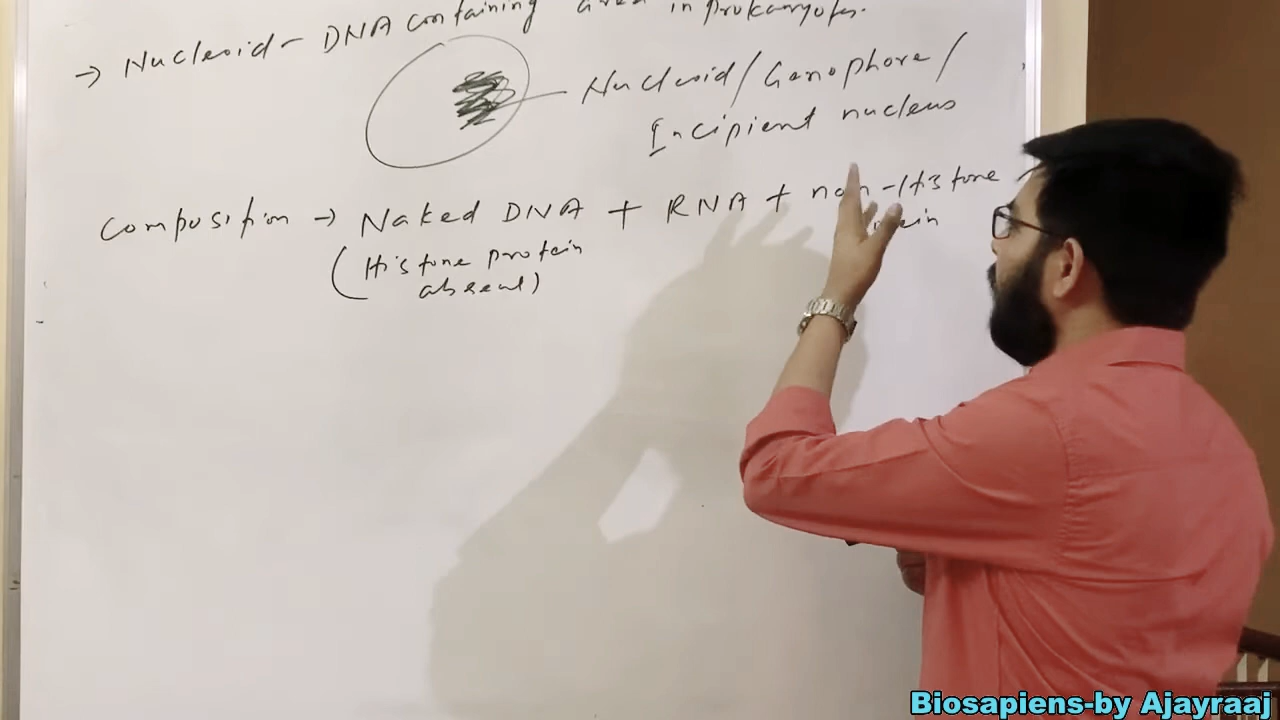 → Nucleoid - DNA containing area in Prokaryotes.
Nucleoid/Genophore/
Incipient nucleus
Composition → Naked DNA + RNA + non-Histone
(Histone protein
absent)
Biosapiens-by Ajayraaj